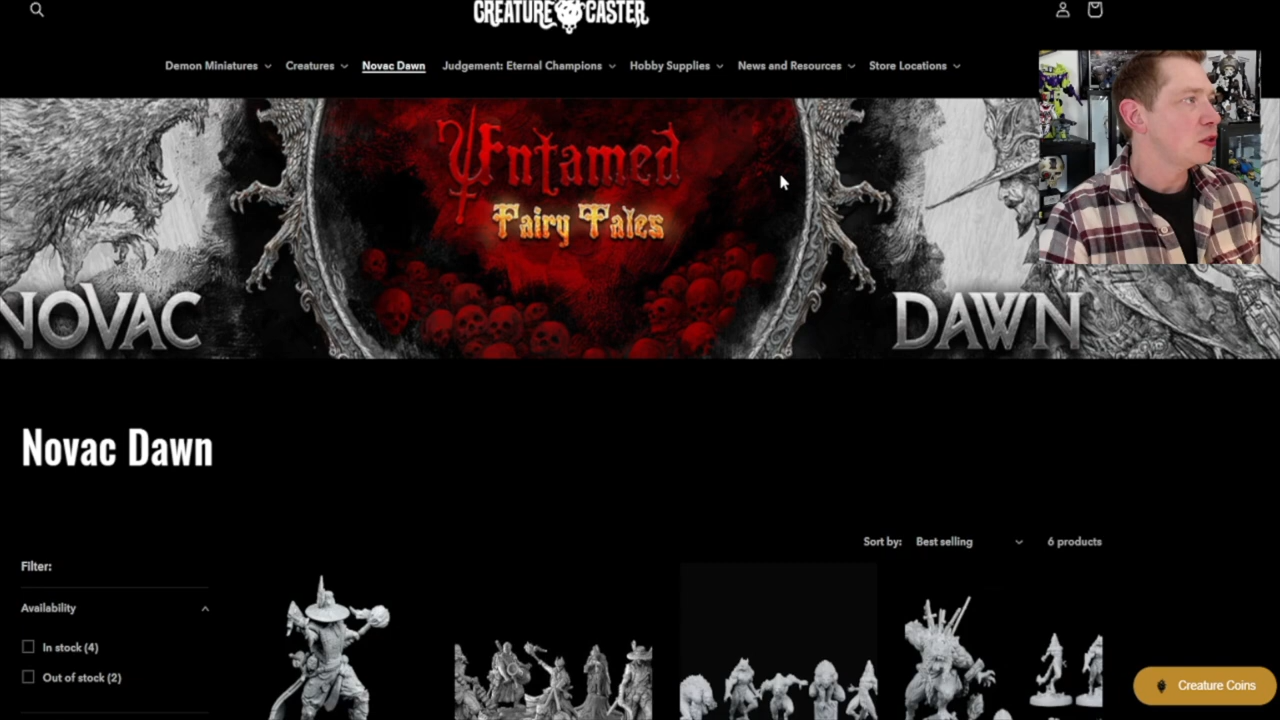 CREATURE CASTER
Demon Miniatures
Creatures
Novac Dawn
Judgement: Eternal Champions
Hobby Supplies
News and Resources
Store Locations
Untamed
Fairy Tales
NOVAC
DAWN
Novac Dawn
Sort by:
Best selling
6 products
Filter:
Availability
In stock (4)
Out of stock (2)
Creature Coins